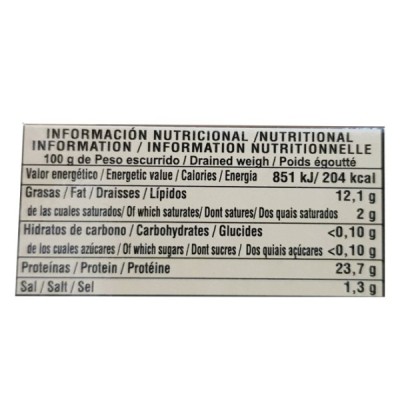 INFORMACIÓN NUTRICIONAL /NUTRITIONAL
INFORMATION / INFORMATION NUTRITIONNELLE
100 g de Peso escurrido / Drained weigh / Poids égoutté
Valor energético / Energetic value / Calories / Energia 851 kJ/ 204 kcal
Grasas / Fat / Draisses / Lípidos 12,1 g
de las cuales saturados/ Of which saturates/ Dont satures/ Dos quais saturados 2 g
Hidratos de carbono / Carbohydrates / Glucides <0,10 g
de los cuales azúcares/ Of which sugars / Dont sucres / Dos quais açúcares <0,10 g
Proteínas / Protein / Protéine 23,7 g
Sal / Salt / Sel 1,3 g